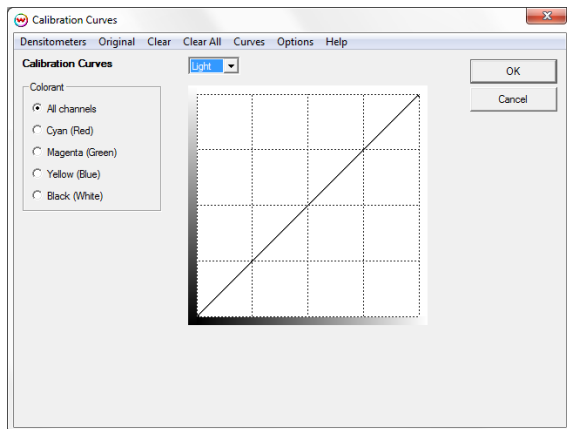 Calibration Curves
Densitometers Original Clear Clear All Curves Options Help
Calibration Curves
Light
OK
Cancel
Colorant
All channels
Cyan (Red)
Magenta (Green)
Yellow (Blue)
Black (White)